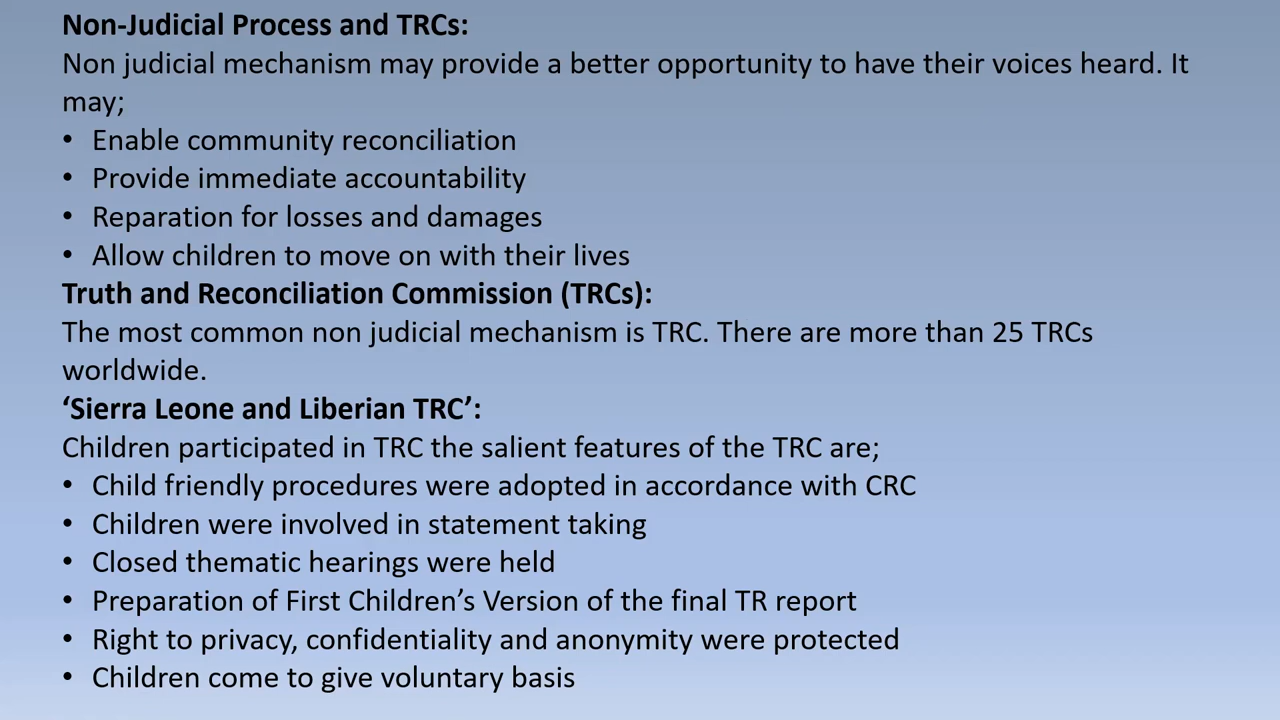 Non-Judicial Process and TRCs:
Non judicial mechanism may provide a better opportunity to have their voices heard. It
may;
• Enable community reconciliation
• Provide immediate accountability
• Reparation for losses and damages
• Allow children to move on with their lives
Truth and Reconciliation Commission (TRCs):
The most common non judicial mechanism is TRC. There are more than 25 TRCs
worldwide.
‘Sierra Leone and Liberian TRC’:
Children participated in TRC the salient features of the TRC are;
• Child friendly procedures were adopted in accordance with CRC
• Children were involved in statement taking
• Closed thematic hearings were held
• Preparation of First Children’s Version of the final TR report
• Right to privacy, confidentiality and anonymity were protected
• Children come to give voluntary basis